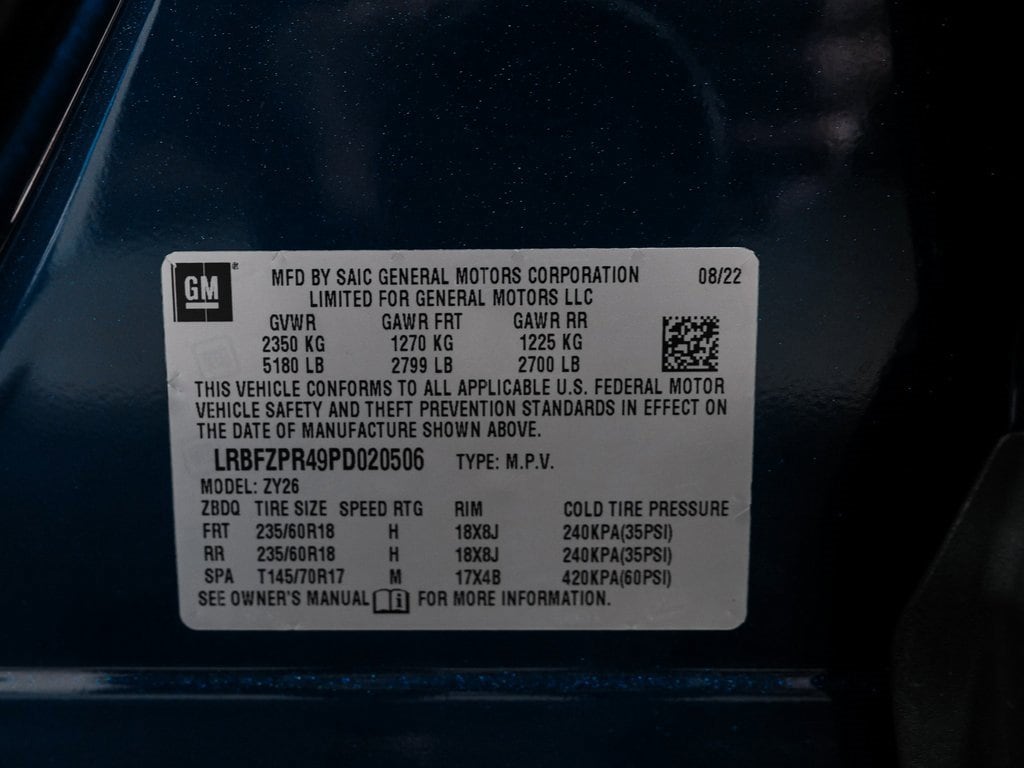 GM
MFD BY SAIC GENERAL MOTORS CORPORATION 08/22
LIMITED FOR GENERAL MOTORS LLC
GVWR GAWR FRT GAWR RR
2350 KG 1270 KG 1225 KG
5180 LB 2799 LB 2700 LB
THIS VEHICLE CONFORMS TO ALL APPLICABLE U.S. FEDERAL MOTOR
VEHICLE SAFETY AND THEFT PREVENTION STANDARDS IN EFFECT ON
THE DATE OF MANUFACTURE SHOWN ABOVE.
LRBFZPR49PD020506 TYPE: M.P.V.
MODEL: ZY26
ZBDQ TIRE SIZE SPEED RTG RIM COLD TIRE PRESSURE
FRT 235/60R18 H 18X8J 240KPA(35PSI)
RR 235/60R18 H 18X8J 240KPA(35PSI)
SPA T145/70R17 M 17X4B 420KPA(60PSI)
SEE OWNER'S MANUAL i FOR MORE INFORMATION.